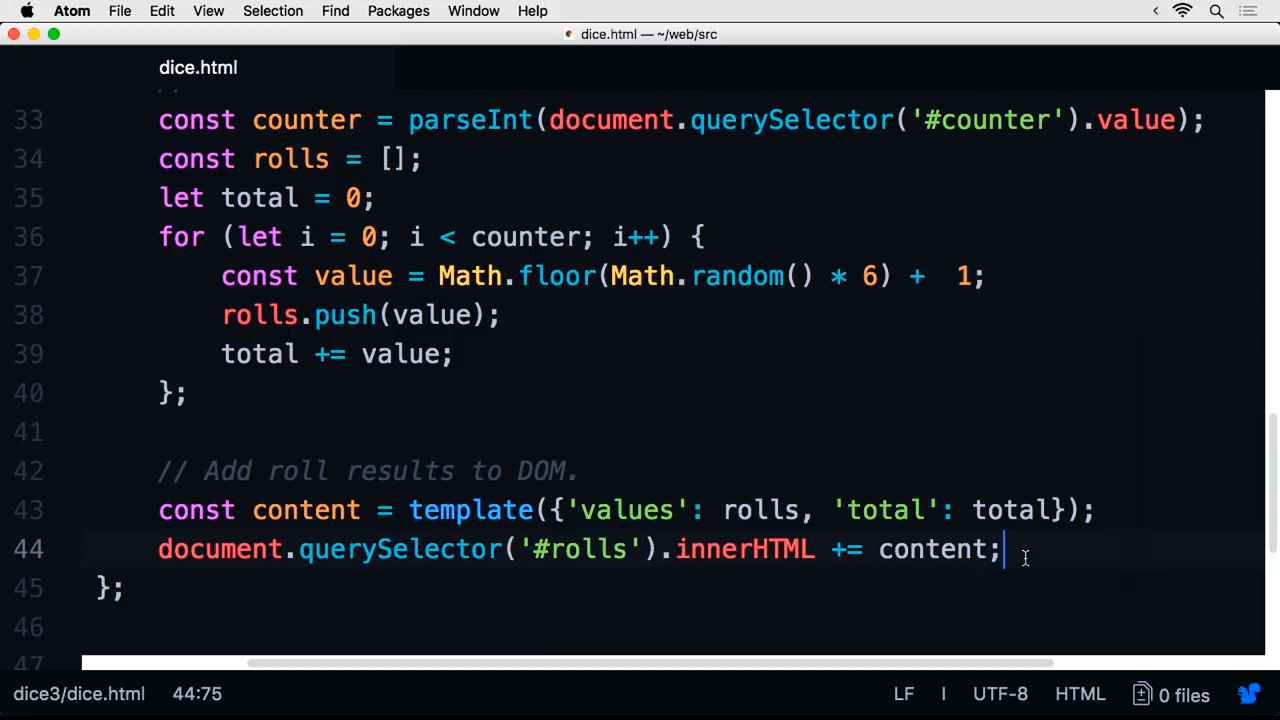 Atom File Edit View Selection Find Packages Window Help
dice.html — ~/web/src
dice.html
33 const counter = parseInt(document.querySelector('#counter').value);
34 const rolls = [];
35 let total = 0;
36 for (let i = 0; i < counter; i++) {
37 const value = Math.floor(Math.random() * 6) +  1;
38 rolls.push(value);
39 total += value;
40 };
41
42 // Add roll results to DOM.
43 const content = template({'values': rolls, 'total': total});
44 document.querySelector('#rolls').innerHTML += content;
45 };
46
47
dice3/dice.html 44:75 LF UTF-8 HTML 0 files